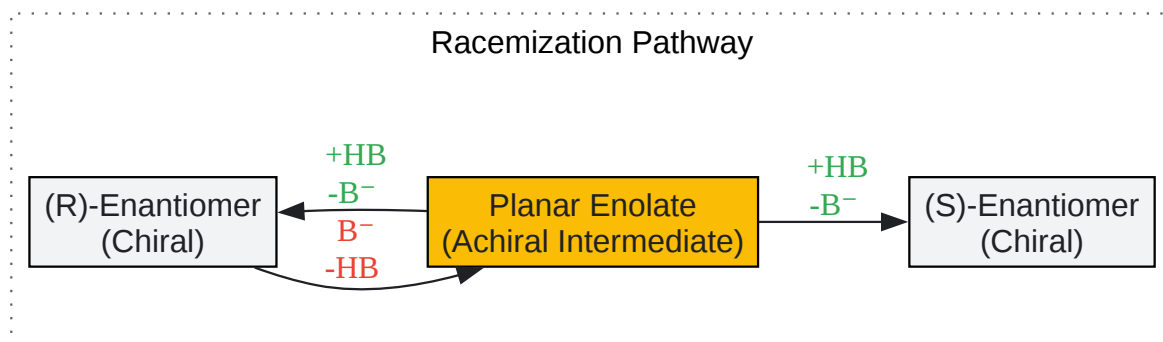 Racemization Pathway
(R)-Enantiomer
(Chiral)
+HB
-B⁻
B⁻
-HB
Planar Enolate
(Achiral Intermediate)
+HB
-B⁻
(S)-Enantiomer
(Chiral)